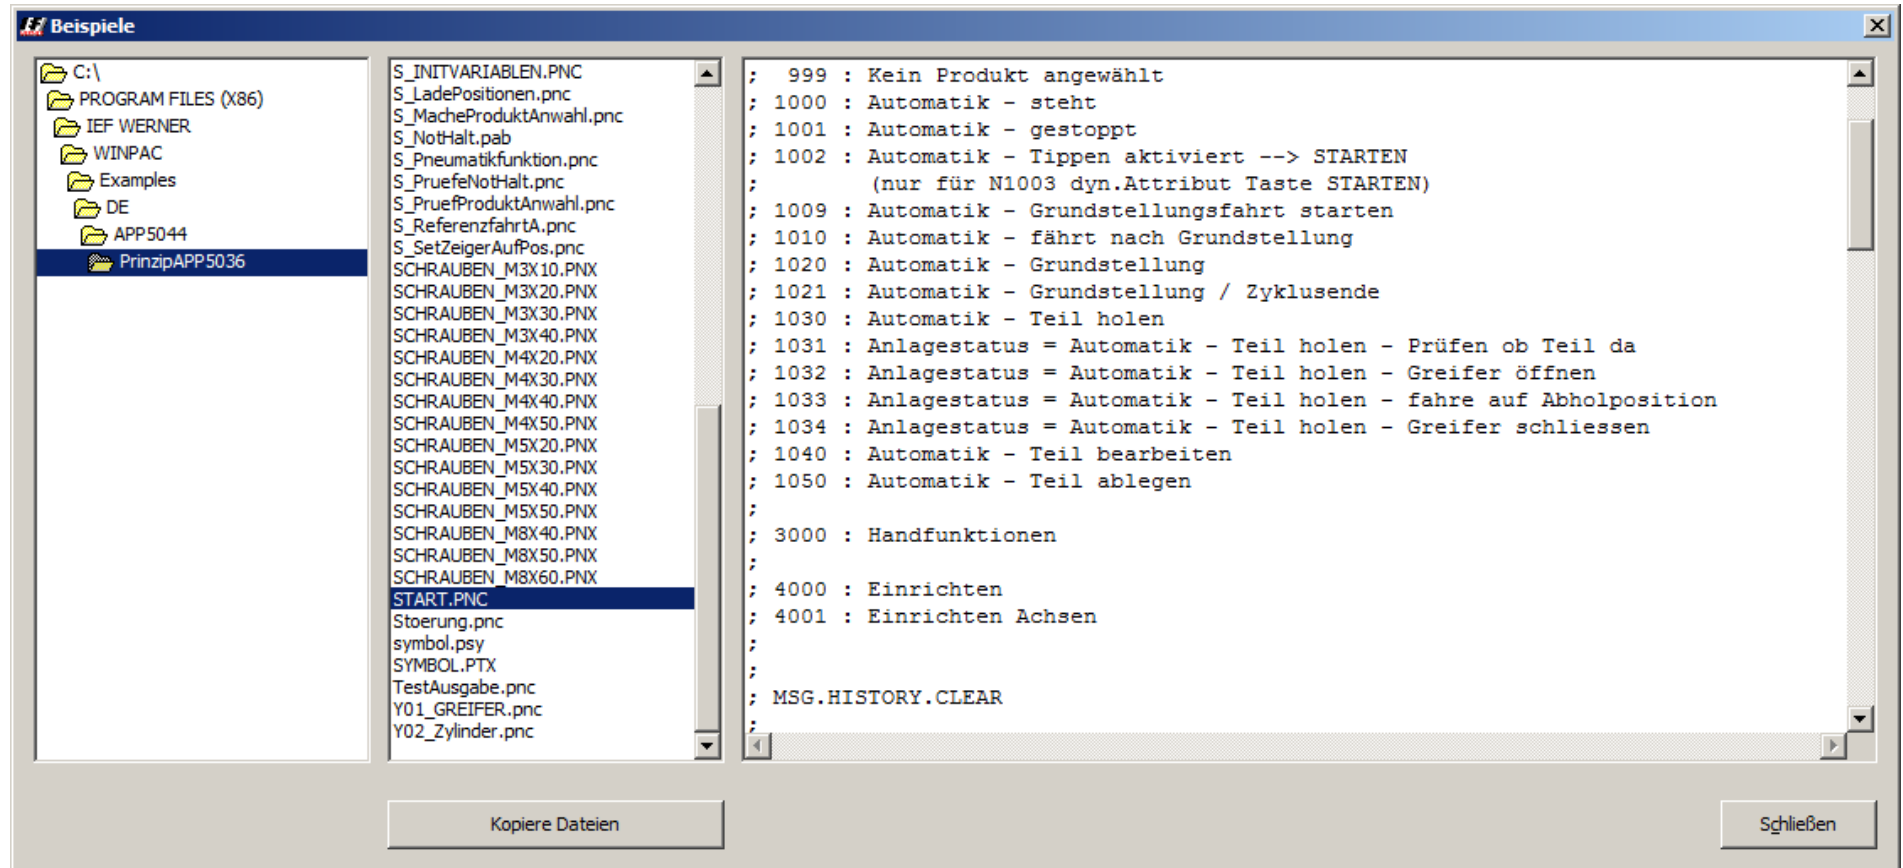 Beispiele
C:\
PROGRAM FILES (X86)
IEF WERNER
WINPAC
Examples
DE
APP5044
PrinzipAPP5036
S_INITVARIABLEN.PNC
S_LadePositionen.pnc
S_MacheProduktAnwahl.pnc
S_NotHalt.pab
S_Pneumatikfunktion.pnc
S_PruefeNotHalt.pnc
S_PruefProduktAnwahl.pnc
S_ReferenzfahrtA.pnc
S_SetZeigerAufPos.pnc
SCHRAUBEN_M3X10.PNX
SCHRAUBEN_M3X20.PNX
SCHRAUBEN_M3X30.PNX
SCHRAUBEN_M3X40.PNX
SCHRAUBEN_M4X20.PNX
SCHRAUBEN_M4X30.PNX
SCHRAUBEN_M4X40.PNX
SCHRAUBEN_M4X50.PNX
SCHRAUBEN_M5X20.PNX
SCHRAUBEN_M5X30.PNX
SCHRAUBEN_M5X40.PNX
SCHRAUBEN_M5X50.PNX
SCHRAUBEN_M8X40.PNX
SCHRAUBEN_M8X50.PNX
SCHRAUBEN_M8X60.PNX
START.PNC
Stoerung.pnc
symbol.psy
SYMBOL.PTX
TestAusgabe.pnc
Y01_GREIFER.pnc
Y02_Zylinder.pnc
;  999 : Kein Produkt angewählt
; 1000 : Automatik - steht
; 1001 : Automatik - gestoppt
; 1002 : Automatik - Tippen aktiviert --> STARTEN
;        (nur für N1003 dyn.Attribut Taste STARTEN)
; 1009 : Automatik - Grundstellungsfahrt starten
; 1010 : Automatik - fährt nach Grundstellung
; 1020 : Automatik - Grundstellung
; 1021 : Automatik - Grundstellung / Zyklusende
; 1030 : Automatik - Teil holen
; 1031 : Anlagestatus = Automatik - Teil holen - Prüfen ob Teil da
; 1032 : Anlagestatus = Automatik - Teil holen - Greifer öffnen
; 1033 : Anlagestatus = Automatik - Teil holen - fahre auf Abholposition
; 1034 : Anlagestatus = Automatik - Teil holen - Greifer schliessen
; 1040 : Automatik - Teil bearbeiten
; 1050 : Automatik - Teil ablegen
;
; 3000 : Handfunktionen
;
; 4000 : Einrichten
; 4001 : Einrichten Achsen
;
;
; MSG.HISTORY.CLEAR
;
Kopiere Dateien
Schließen